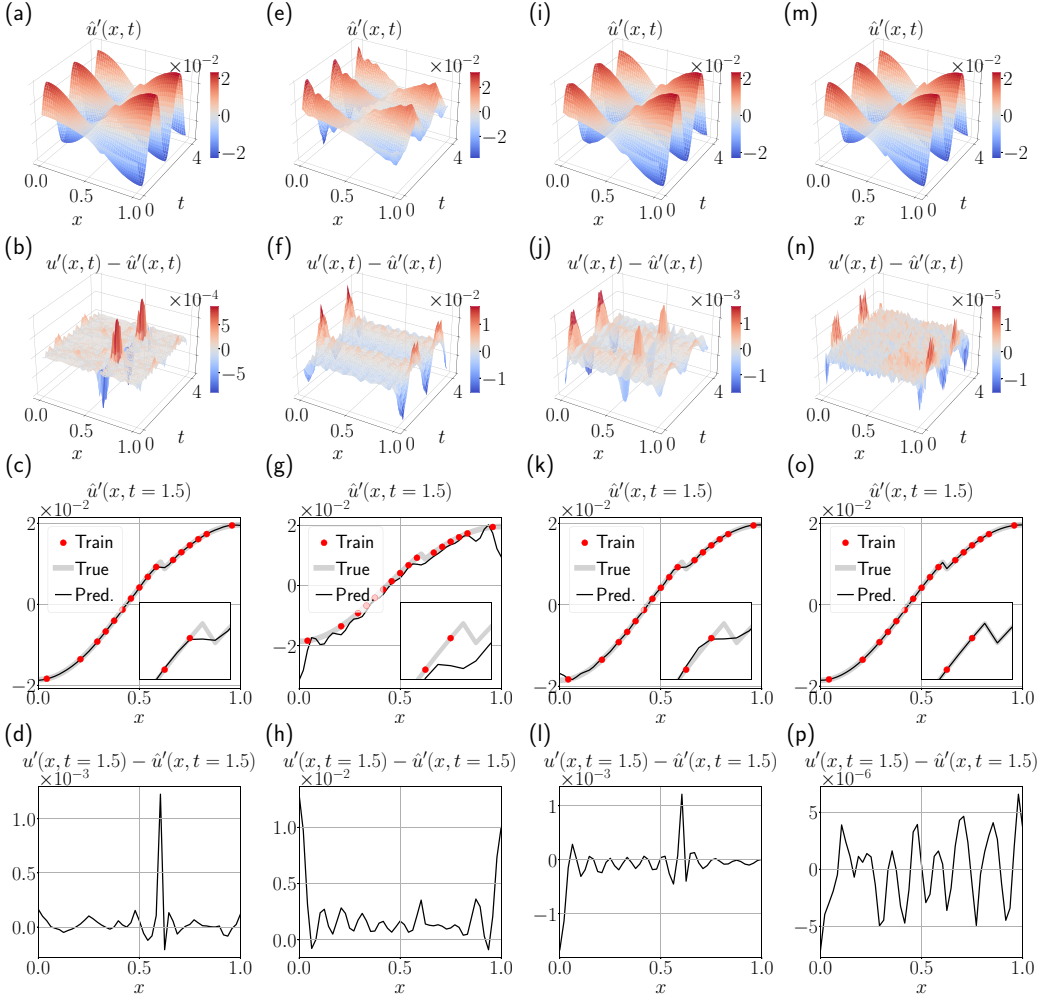 (a) (e) (i) (m)
û′(x, t) û′(x, t) û′(x, t) û′(x, t)
×10⁻² ×10⁻² ×10⁻² ×10⁻²
2 2 2 2
0 0 0 0
−2 −2 −2 −2
4 4 4 4
0.0 0.0 0.0 0.0
0.5 0.5 0.5 0.5
x 1.0 0 t x 1.0 0 t x 1.0 0 t x 1.0 0 t
(b) (f) (j) (n)
u′(x, t) − û′(x, t) u′(x, t) − û′(x, t) u′(x, t) − û′(x, t) u′(x, t) − û′(x, t)
×10⁻⁴ ×10⁻² ×10⁻³ ×10⁻⁵
5 1 1 1
0 0 0 0
−5 −1 −1 −1
4 4 4 4
0.0 0.0 0.0 0.0
0.5 0.5 0.5 0.5
x 1.0 0 t x 1.0 0 t x 1.0 0 t x 1.0 0 t
(c) (g) (k) (o)
û′(x, t = 1.5) û′(x, t = 1.5) û′(x, t = 1.5) û′(x, t = 1.5)
×10⁻² ×10⁻² ×10⁻² ×10⁻²
2 2 2 2
Train Train Train Train
True True True True
Pred. Pred. Pred. Pred.
0 0 0 0
−2 −2 −2 −2
0.0 0.5 1.0 0.0 0.5 1.0 0.0 0.5 1.0 0.0 0.5 1.0
x x x x
(d) (h) (l) (p)
u′(x, t = 1.5) − û′(x, t = 1.5) u′(x, t = 1.5) − û′(x, t = 1.5) u′(x, t = 1.5) − û′(x, t = 1.5) u′(x, t = 1.5) − û′(x, t = 1.5)
×10⁻³ ×10⁻² ×10⁻³ ×10⁻⁶
1.0 1.0 1 5
0.5 0.5 0 0
0.0 0.0 −1 −5
0.0 0.5 1.0 0.0 0.5 1.0 0.0 0.5 1.0 0.0 0.5 1.0
x x x x